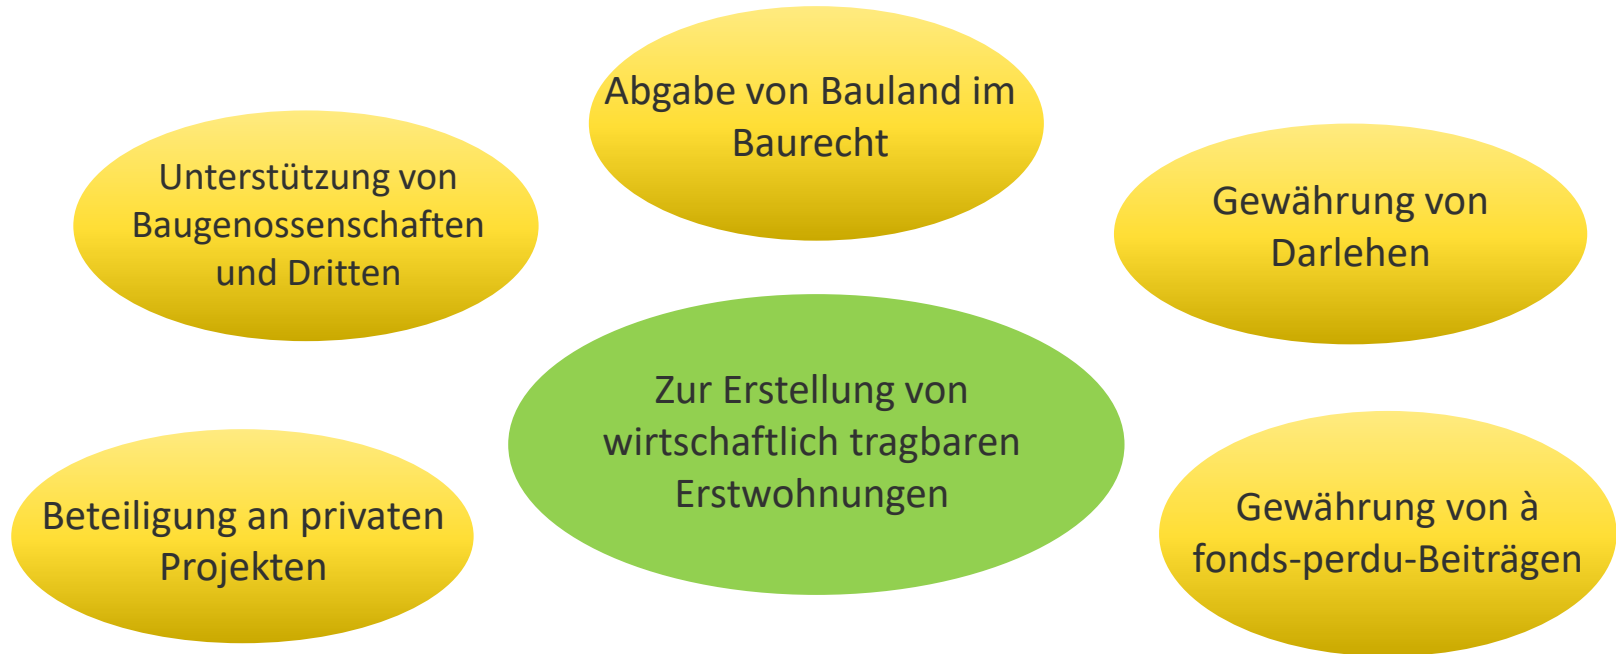 Abgabe von Bauland im
Baurecht
Unterstützung von
Baugenossenschaften
und Dritten
Gewährung von
Darlehen
Zur Erstellung von
wirtschaftlich tragbaren
Erstwohnungen
Beteiligung an privaten
Projekten
Gewährung von à
fonds-perdu-Beiträgen